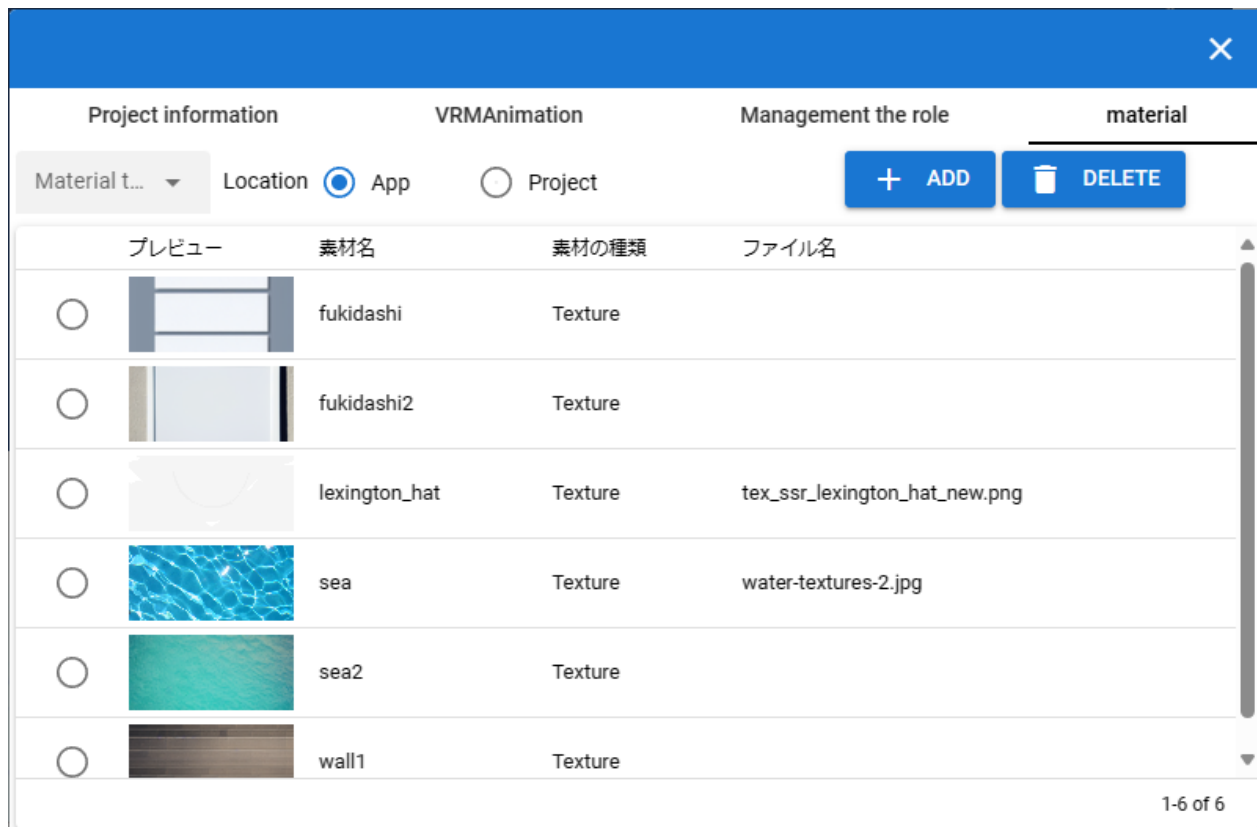 Project information VRMAnimation Management the role material
Material t... Location App Project ADD DELETE
プレビュー 素材名 素材の種類 ファイル名
fukidashi Texture
fukidashi2 Texture
lexington_hat Texture tex_ssr_lexington_hat_new.png
sea Texture water-textures-2.jpg
sea2 Texture
wall1 Texture
1-6 of 6